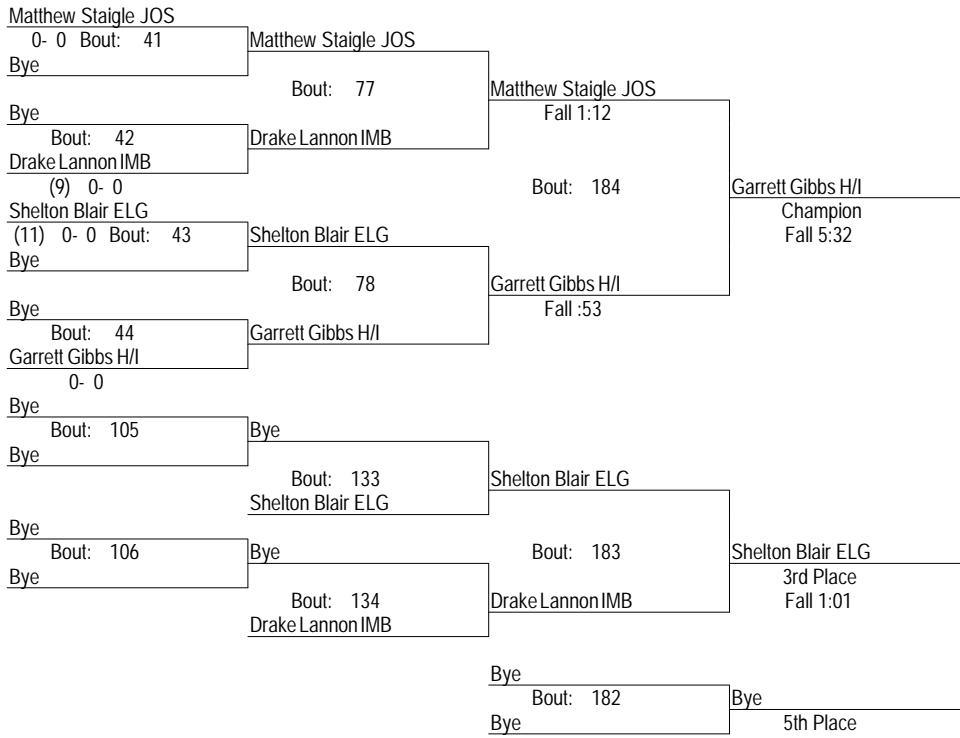 Matthew Staigle JOS
0- 0 Bout: 41
Matthew Staigle JOS
Bye
Bout: 77
Matthew Staigle JOS
Bye
Fall 1:12
Bout: 42
Drake Lannon IMB
Drake Lannon IMB
(9) 0- 0
Bout: 184
Garrett Gibbs H/I
Shelton Blair ELG
Champion
(11) 0- 0 Bout: 43
Shelton Blair ELG
Fall 5:32
Bye
Bout: 78
Garrett Gibbs H/I
Bye
Fall :53
Bout: 44
Garrett Gibbs H/I
Garrett Gibbs H/I
0- 0
Bye
Bout: 105
Bye
Bye
Bout: 133
Shelton Blair ELG
Shelton Blair ELG
Bye
Bout: 106
Bye
Bout: 183
Shelton Blair ELG
Bye
3rd Place
Bout: 134
Drake Lannon IMB
Fall 1:01
Drake Lannon IMB
Bye
Bout: 182
Bye
Bye
5th Place